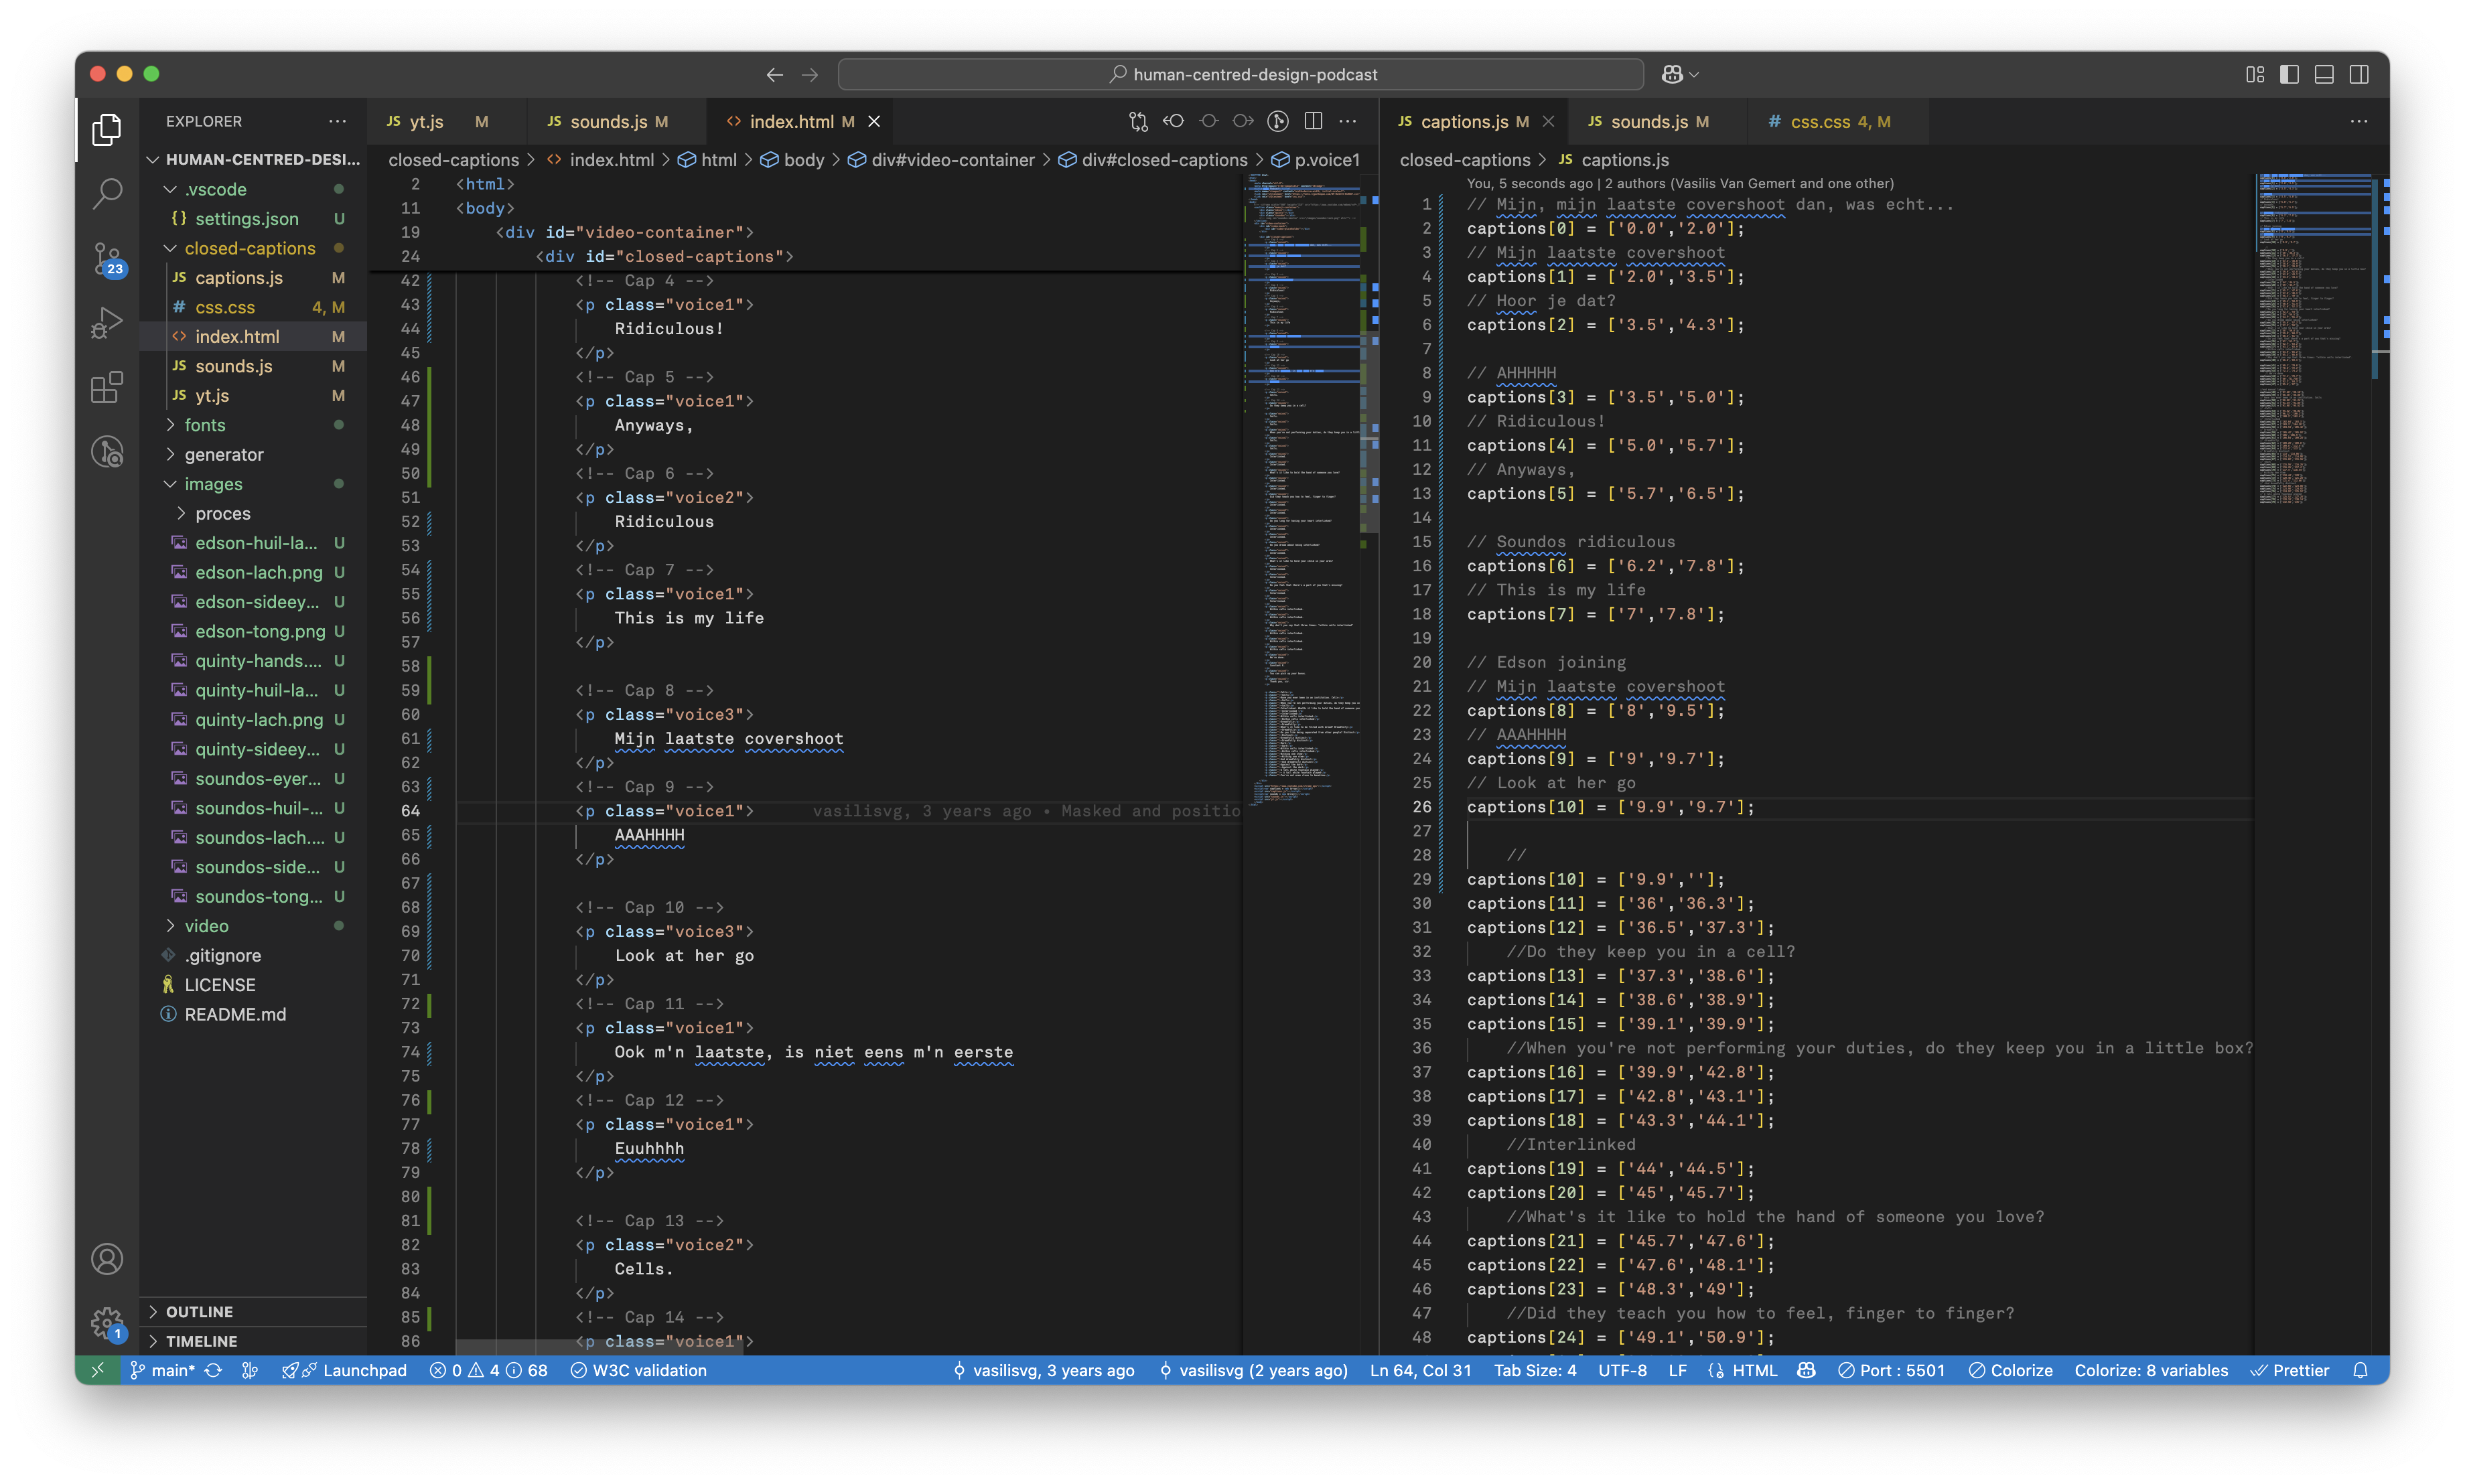 human-centred-design-podcast
EXPLORER
HUMAN-CENTRED-DESI...
.vscode
settings.json U
closed-captions
captions.js M
css.css 4, M
index.html M
sounds.js M
yt.js M
fonts
generator
images
proces
edson-huil-la... U
edson-lach.png U
edson-sideey... U
edson-tong.png U
quinty-hands.... U
quinty-huil-la... U
quinty-lach.png U
quinty-sideey... U
soundos-eyer... U
soundos-huil-... U
soundos-lach.... U
soundos-side... U
soundos-tong... U
video
.gitignore
LICENSE
README.md
OUTLINE
TIMELINE
23
1
JS yt.js M
JS sounds.js M
<> index.html M
closed-captions > <> index.html > html > body > div#video-container > div#closed-captions > p.voice1
2 <html>
11 <body>
19 <div id="video-container">
24 <div id="closed-captions">
42 <!-- Cap 4 -->
43 <p class="voice1">
44 Ridiculous!
45 </p>
46 <!-- Cap 5 -->
47 <p class="voice1">
48 Anyways,
49 </p>
50 <!-- Cap 6 -->
51 <p class="voice2">
52 Ridiculous
53 </p>
54 <!-- Cap 7 -->
55 <p class="voice1">
56 This is my life
57 </p>
58
59 <!-- Cap 8 -->
60 <p class="voice3">
61 Mijn laatste covershoot
62 </p>
63 <!-- Cap 9 -->
64 <p class="voice1"> vasilisvg, 3 years ago • Masked and positio
65 AAAHHHH
66 </p>
67
68 <!-- Cap 10 -->
69 <p class="voice3">
70 Look at her go
71 </p>
72 <!-- Cap 11 -->
73 <p class="voice1">
74 Ook m'n laatste, is niet eens m'n eerste
75 </p>
76 <!-- Cap 12 -->
77 <p class="voice1">
78 Euuhhhh
79 </p>
80
81 <!-- Cap 13 -->
82 <p class="voice2">
83 Cells.
84 </p>
85 <!-- Cap 14 -->
86 <p class="voice1">
JS captions.js M
JS sounds.js M
# css.css 4, M
closed-captions > JS captions.js
You, 5 seconds ago | 2 authors (Vasilis Van Gemert and one other)
1 // Mijn, mijn laatste covershoot dan, was echt...
2 captions[0] = ['0.0','2.0'];
3 // Mijn laatste covershoot
4 captions[1] = ['2.0','3.5'];
5 // Hoor je dat?
6 captions[2] = ['3.5','4.3'];
7
8 // AHHHHH
9 captions[3] = ['3.5','5.0'];
10 // Ridiculous!
11 captions[4] = ['5.0','5.7'];
12 // Anyways,
13 captions[5] = ['5.7','6.5'];
14
15 // Soundos ridiculous
16 captions[6] = ['6.2','7.8'];
17 // This is my life
18 captions[7] = ['7','7.8'];
19
20 // Edson joining
21 // Mijn laatste covershoot
22 captions[8] = ['8','9.5'];
23 // AAAHHHH
24 captions[9] = ['9','9.7'];
25 // Look at her go
26 captions[10] = ['9.9','9.7'];
27
28 //
29 captions[10] = ['9.9',''];
30 captions[11] = ['36','36.3'];
31 captions[12] = ['36.5','37.3'];
32 //Do they keep you in a cell?
33 captions[13] = ['37.3','38.6'];
34 captions[14] = ['38.6','38.9'];
35 captions[15] = ['39.1','39.9'];
36 //When you're not performing your duties, do they keep you in a little box?
37 captions[16] = ['39.9','42.8'];
38 captions[17] = ['42.8','43.1'];
39 captions[18] = ['43.3','44.1'];
40 //Interlinked
41 captions[19] = ['44','44.5'];
42 captions[20] = ['45','45.7'];
43 //What's it like to hold the hand of someone you love?
44 captions[21] = ['45.7','47.6'];
45 captions[22] = ['47.6','48.1'];
46 captions[23] = ['48.3','49'];
47 //Did they teach you how to feel, finger to finger?
48 captions[24] = ['49.1','50.9'];
main* Launchpad 0 4 68 W3C validation vasilisvg, 3 years ago vasilisvg (2 years ago) Ln 64, Col 31 Tab Size: 4 UTF-8 LF HTML Port : 5501 Colorize Colorize: 8 variables Prettier